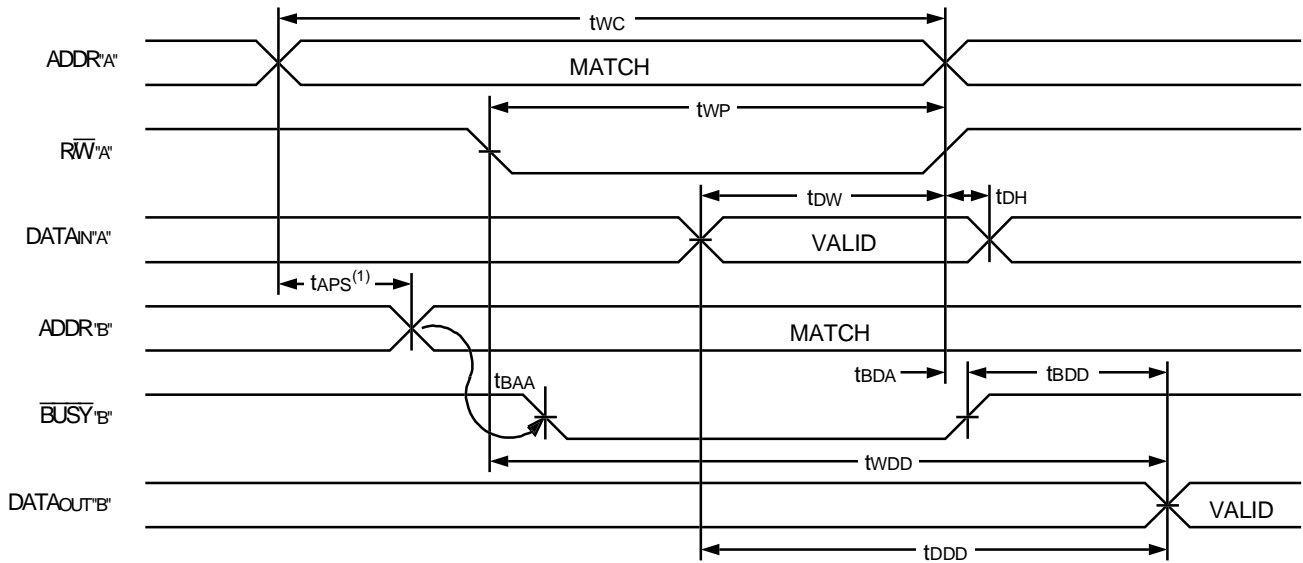 tWC
ADDR"A"
MATCH
tWP
R/W"A"
tDW
tDH
DATAIN"A"
VALID
tAPS(1)
ADDR"B"
MATCH
tBAA
tBDA
tBDD
BUSY"B"
tWDD
DATAOUT"B"
VALID
tDDD